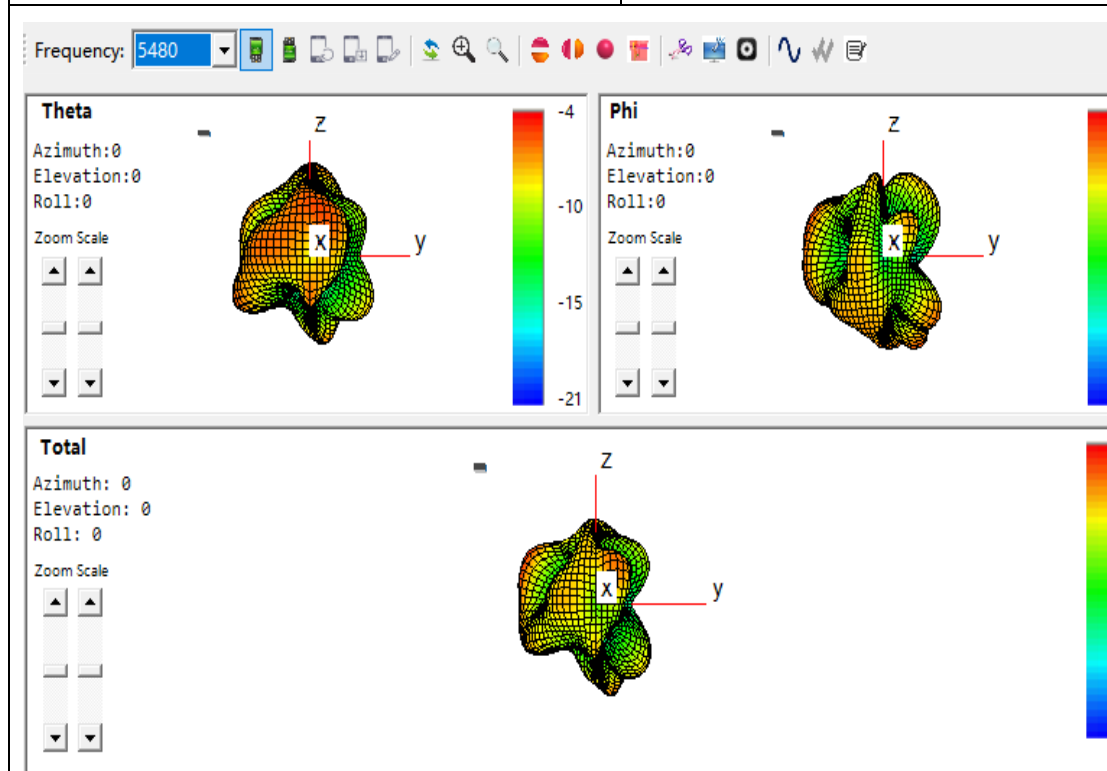 Frequency: 5480
Theta
Azimuth:0
Elevation:0
Roll:0
Zoom Scale
z
x
y
-4
-10
-15
-21
Phi
Azimuth:0
Elevation:0
Roll:0
Zoom Scale
z
x
y
Total
Azimuth: 0
Elevation: 0
Roll: 0
Zoom Scale
z
x
y